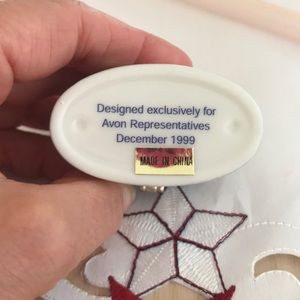 Designed exclusively for
Avon Representatives
December 1999
MADE IN CHINA